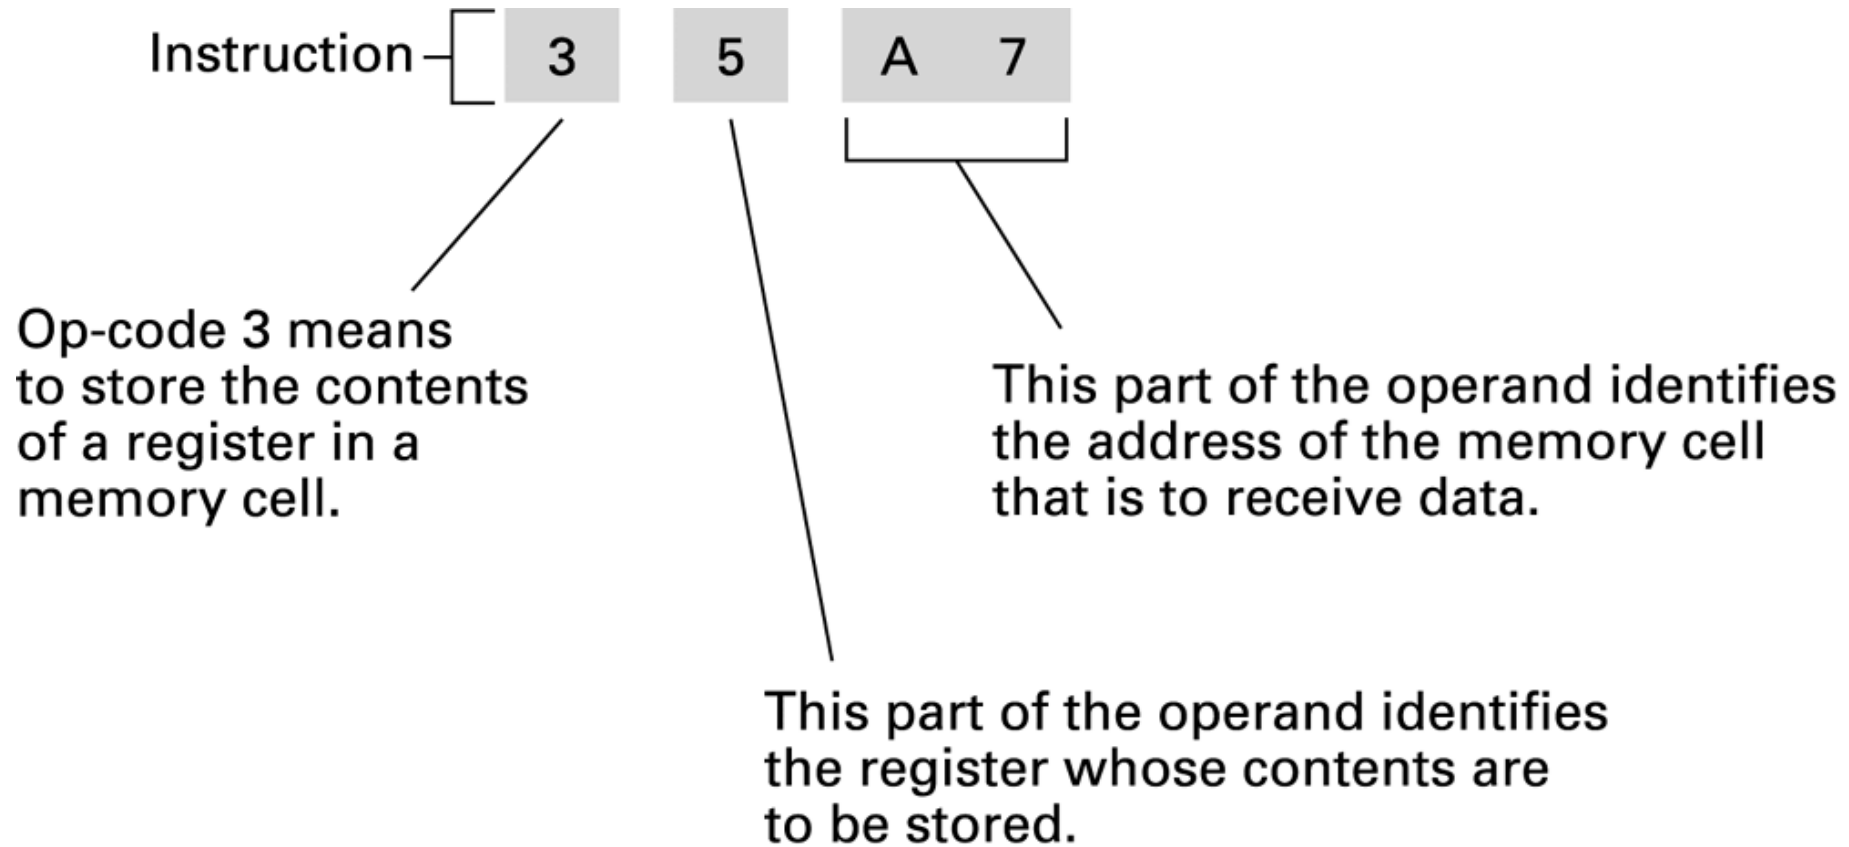 Instruction 3 5 A 7
Op-code 3 means
to store the contents
of a register in a
memory cell.
This part of the operand identifies
the address of the memory cell
that is to receive data.
This part of the operand identifies
the register whose contents are
to be stored.